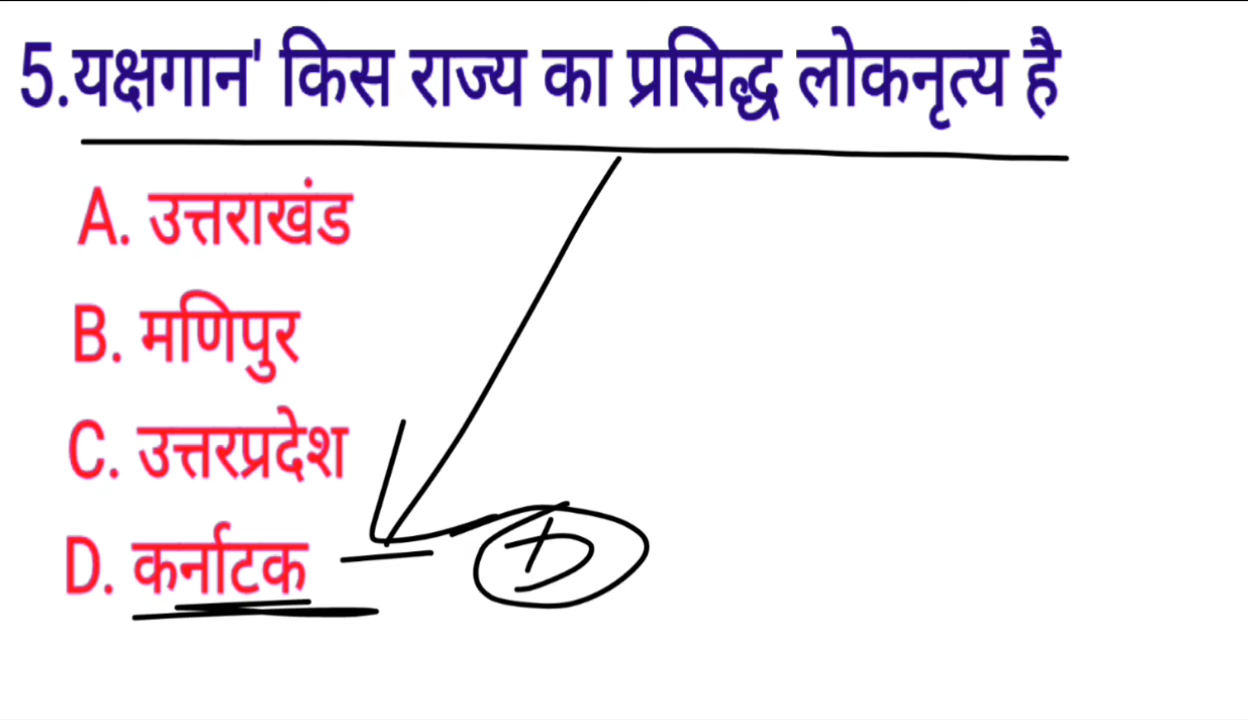 5.यक्षगान' किस राज्य का प्रसिद्ध लोकनृत्य है
A. उत्तराखंड
B. मणिपुर
C. उत्तरप्रदेश
D. कर्नाटक
D